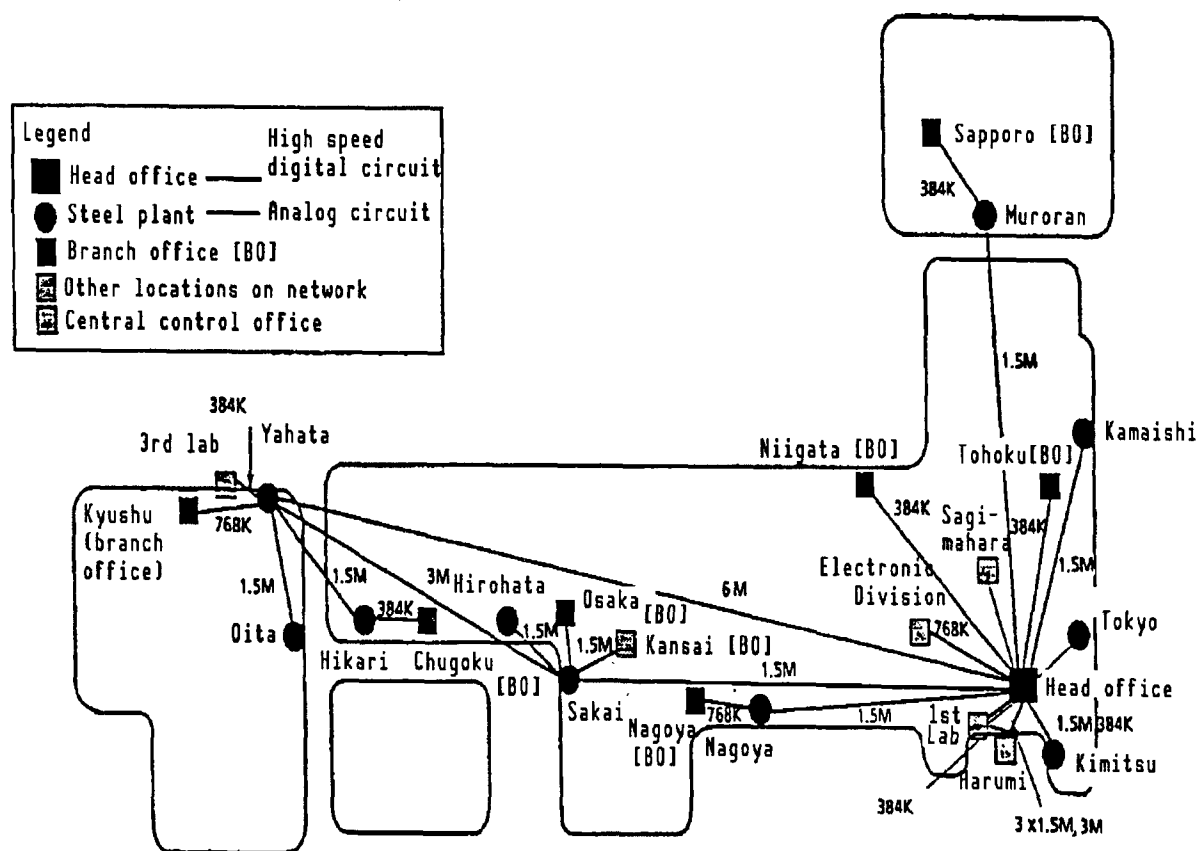 Legend
Head office
High speed
digital circuit
Steel plant
Analog circuit
Branch office [BO]
Other locations on network
Central control office
Sapporo [BO]
384K
Muroran
1.5M
Kamaishi
Niigata [BO]
Tohoku[BO]
384K
384K
Sagi-
mahara
1.5M
Electronic
Division
768K
Tokyo
384K
3rd lab
Yahata
Kyushu
(branch
office)
768K
1.5M
Oita
1.5M
384K
Hikari
Chugoku
[BO]
3M
Hirohata
Osaka
[BO]
1.5M
1.5M
Kansai [BO]
6M
Sakai
1.5M
Head office
Nagoya
[BO]
768K
Nagoya
1.5M
1st
Lab
1.5M
384K
Harumi
Kimitsu
384K
3 x1.5M, 3M